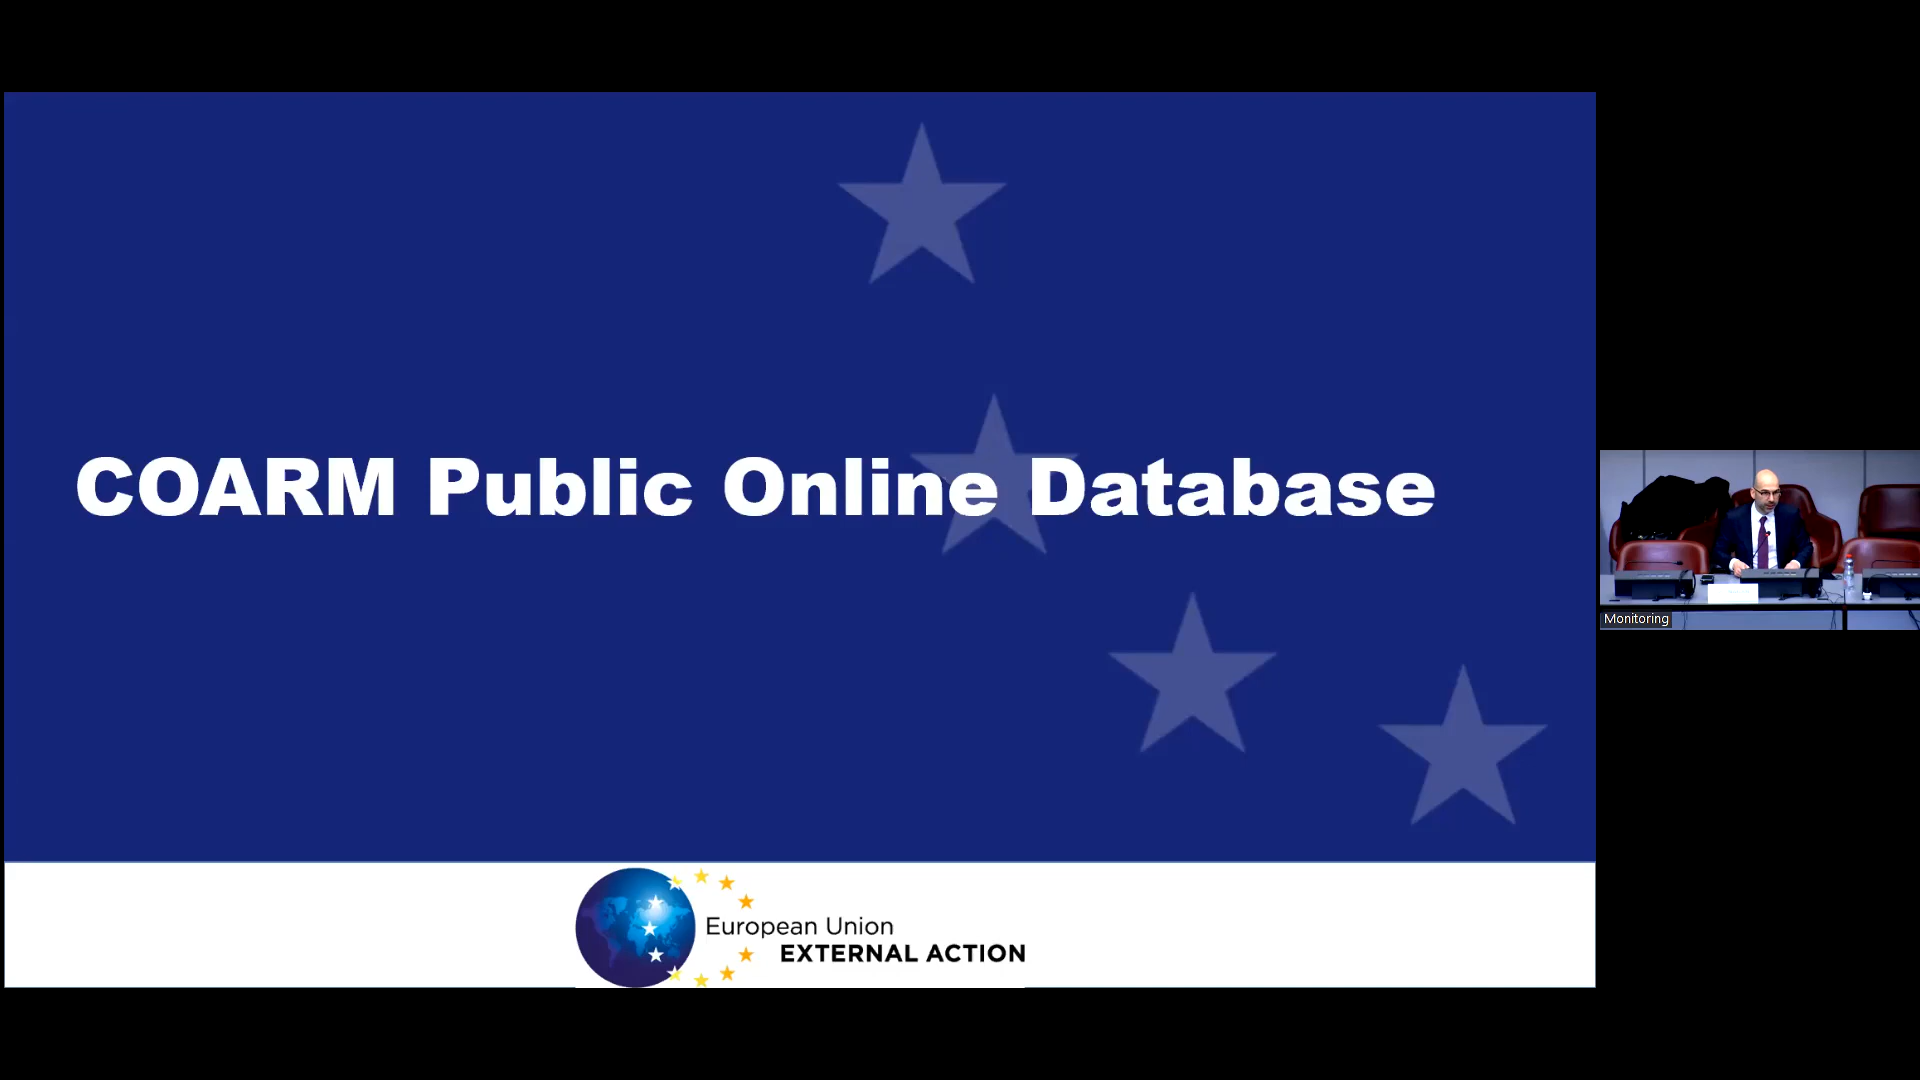 COARM Public Online Database
European Union
EXTERNAL ACTION
Monitoring